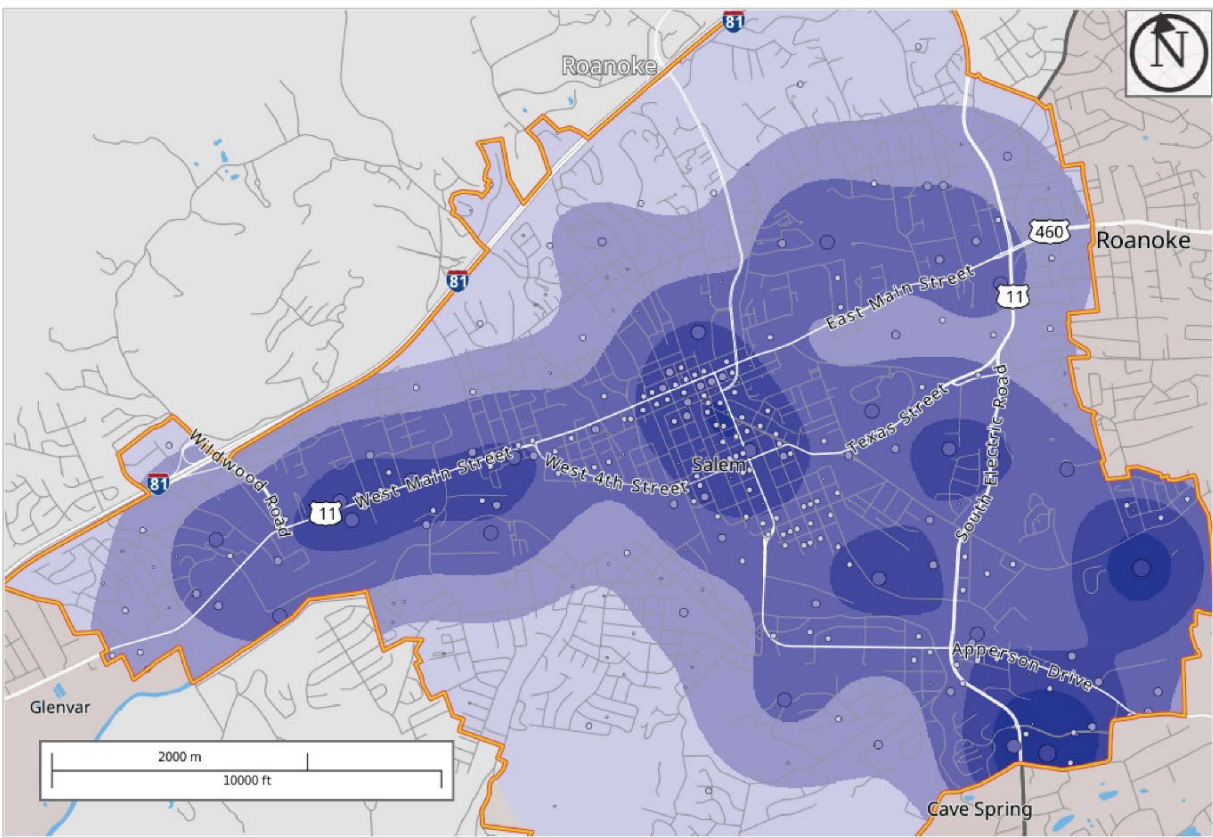 81
N
Roanoke
460
Roanoke
81
East Main Street
11
Texas Street
South Electric Road
Wildwood Road
West Main Street
Salem
West 4th Street
81
11
Apperson Drive
Glenvar
2000 m
10000 ft
Cave Spring